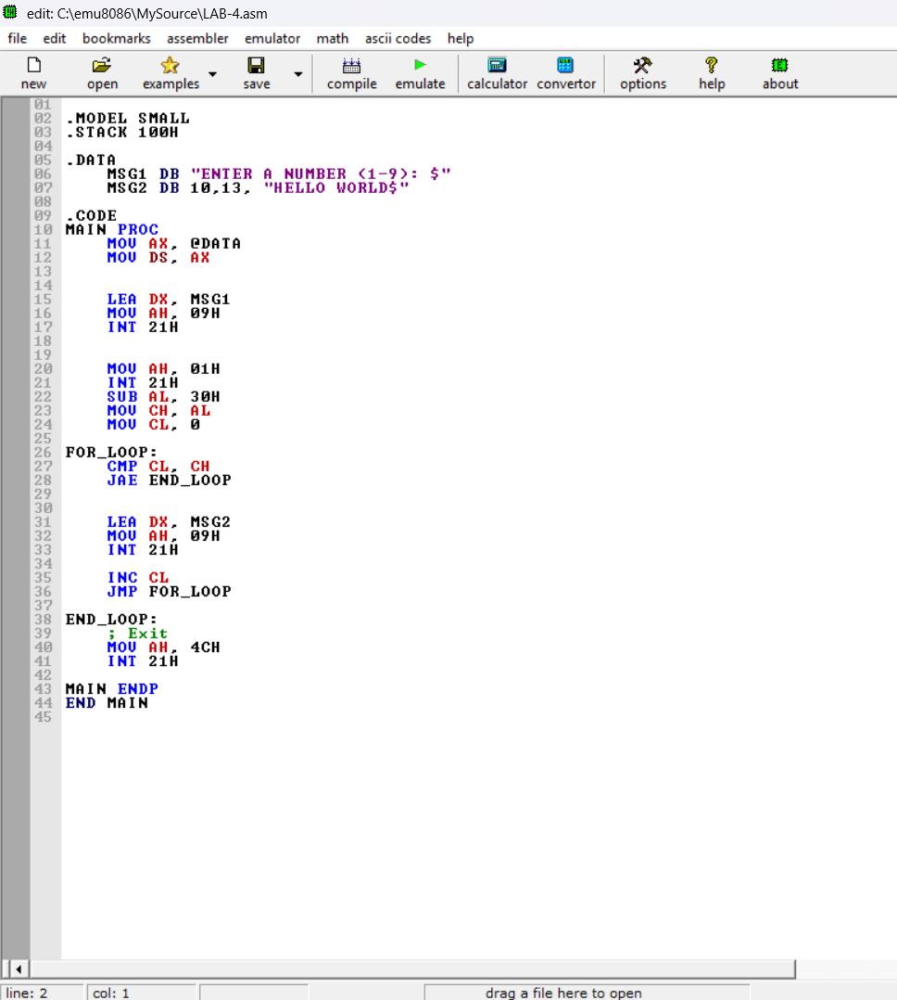 edit: C:\emu8086\MySource\LAB-4.asm
file edit bookmarks assembler emulator math ascii codes help
new open examples save compile emulate calculator convertor options help about
01
02 .MODEL SMALL
03 .STACK 100H
04
05 .DATA
06     MSG1 DB "ENTER A NUMBER (1-9): $"
07     MSG2 DB 10,13, "HELLO WORLD$"
08
09 .CODE
10 MAIN PROC
11     MOV AX, @DATA
12     MOV DS, AX
13
14
15     LEA DX, MSG1
16     MOV AH, 09H
17     INT 21H
18
19
20     MOV AH, 01H
21     INT 21H
22     SUB AL, 30H
23     MOV CH, AL
24     MOV CL, 0
25
26 FOR_LOOP:
27     CMP CL, CH
28     JAE END_LOOP
29
30
31     LEA DX, MSG2
32     MOV AH, 09H
33     INT 21H
34
35     INC CL
36     JMP FOR_LOOP
37
38 END_LOOP:
39     ; Exit
40     MOV AH, 4CH
41     INT 21H
42
43 MAIN ENDP
44 END MAIN
45
line: 2 col: 1 drag a file here to open